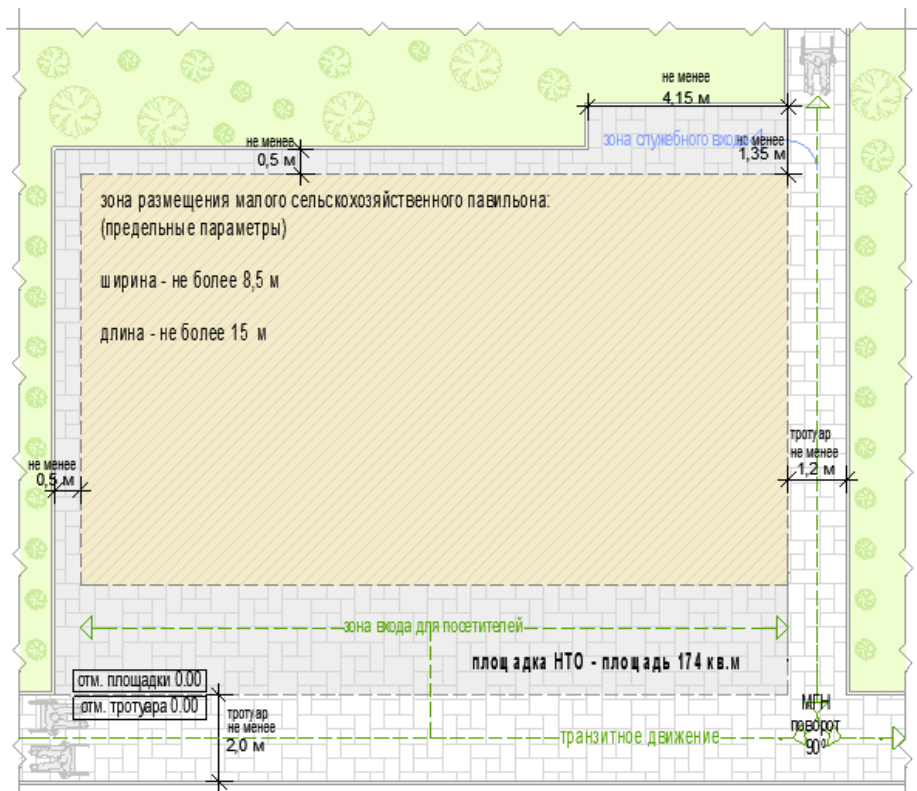 не менее
4,15 м
зона служебного входа
не менее
1,35 м
не менее
0,5 м
зона размещения малого сельскохозяйственного павильона:
(предельные параметры)
ширина - не более 8,5 м
длина - не более 15 м
тротуар
не менее
1,2 м
не менее
0,5 м
зона входа для посетителей
площадка НТО - площадь 174 кв.м
отм. площадки 0.00
отм. тротуара 0.00
тротуар
не менее
2,0 м
транзитное движение
МГН
поворот
90°